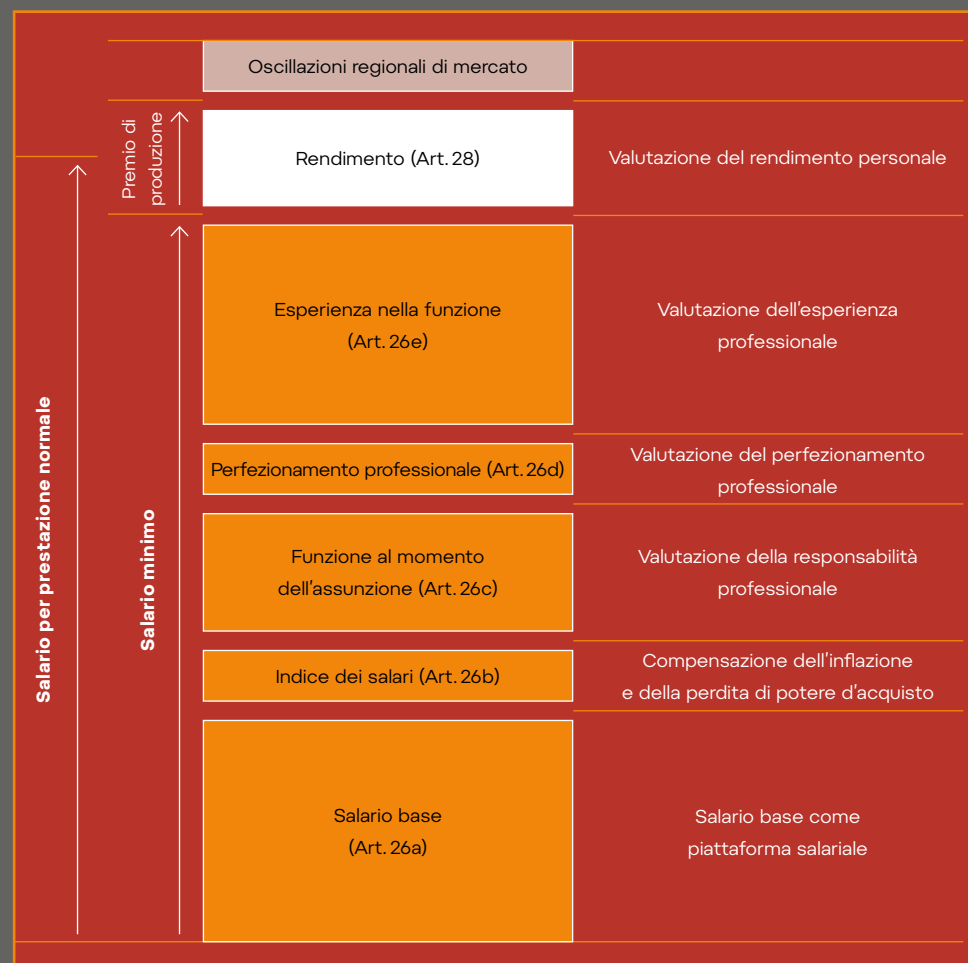 Oscillazioni regionali di mercato
Premio di
produzione
Rendimento (Art. 28)
Valutazione del rendimento personale
Salario per prestazione normale
Salario minimo
Esperienza nella funzione
(Art. 26e)
Valutazione dell'esperienza
professionale
Perfezionamento professionale (Art. 26d)
Valutazione del perfezionamento
professionale
Funzione al momento
dell'assunzione (Art. 26c)
Valutazione della responsabilità
professionale
Indice dei salari (Art. 26b)
Compensazione dell'inflazione
e della perdita di potere d'acquisto
Salario base
(Art. 26a)
Salario base come
piattaforma salariale